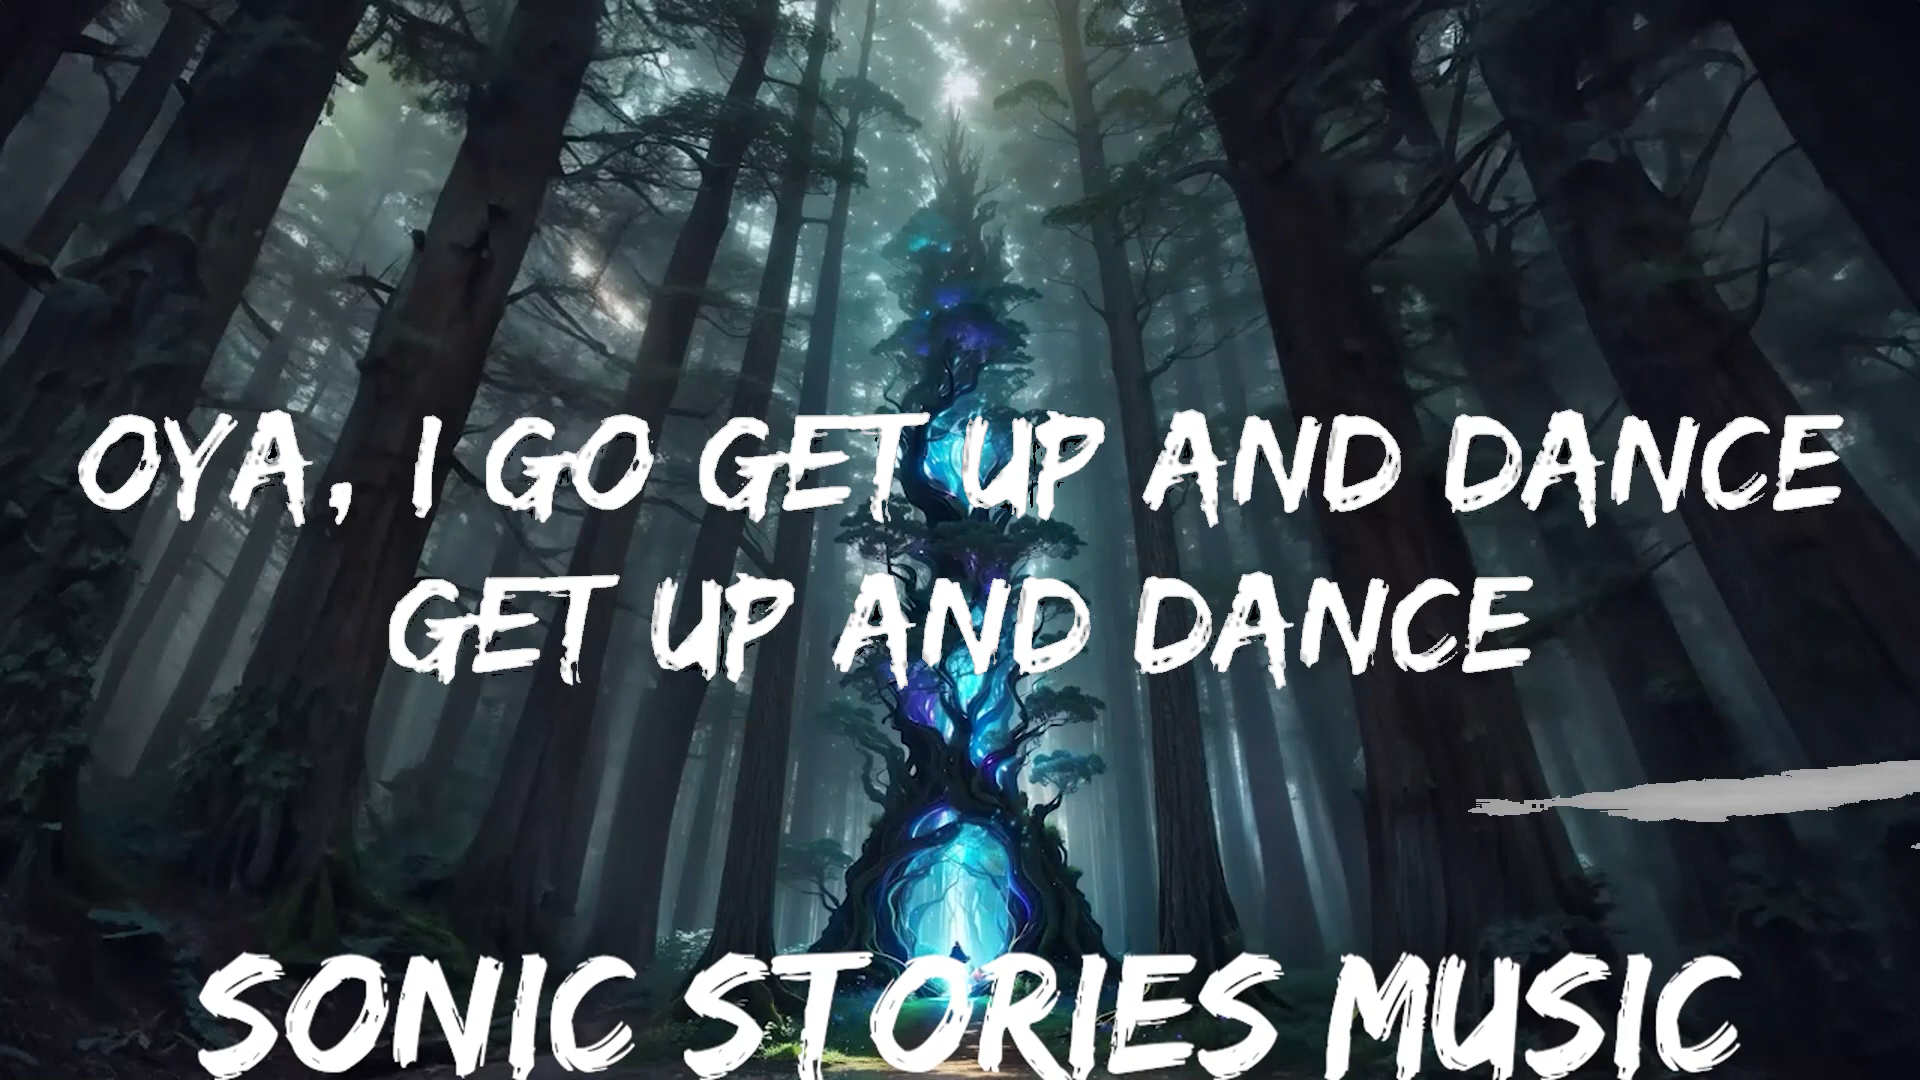 OYA, I GO GET UP AND DANCE
GET UP AND DANCE
SONIC STORIES MUSIC